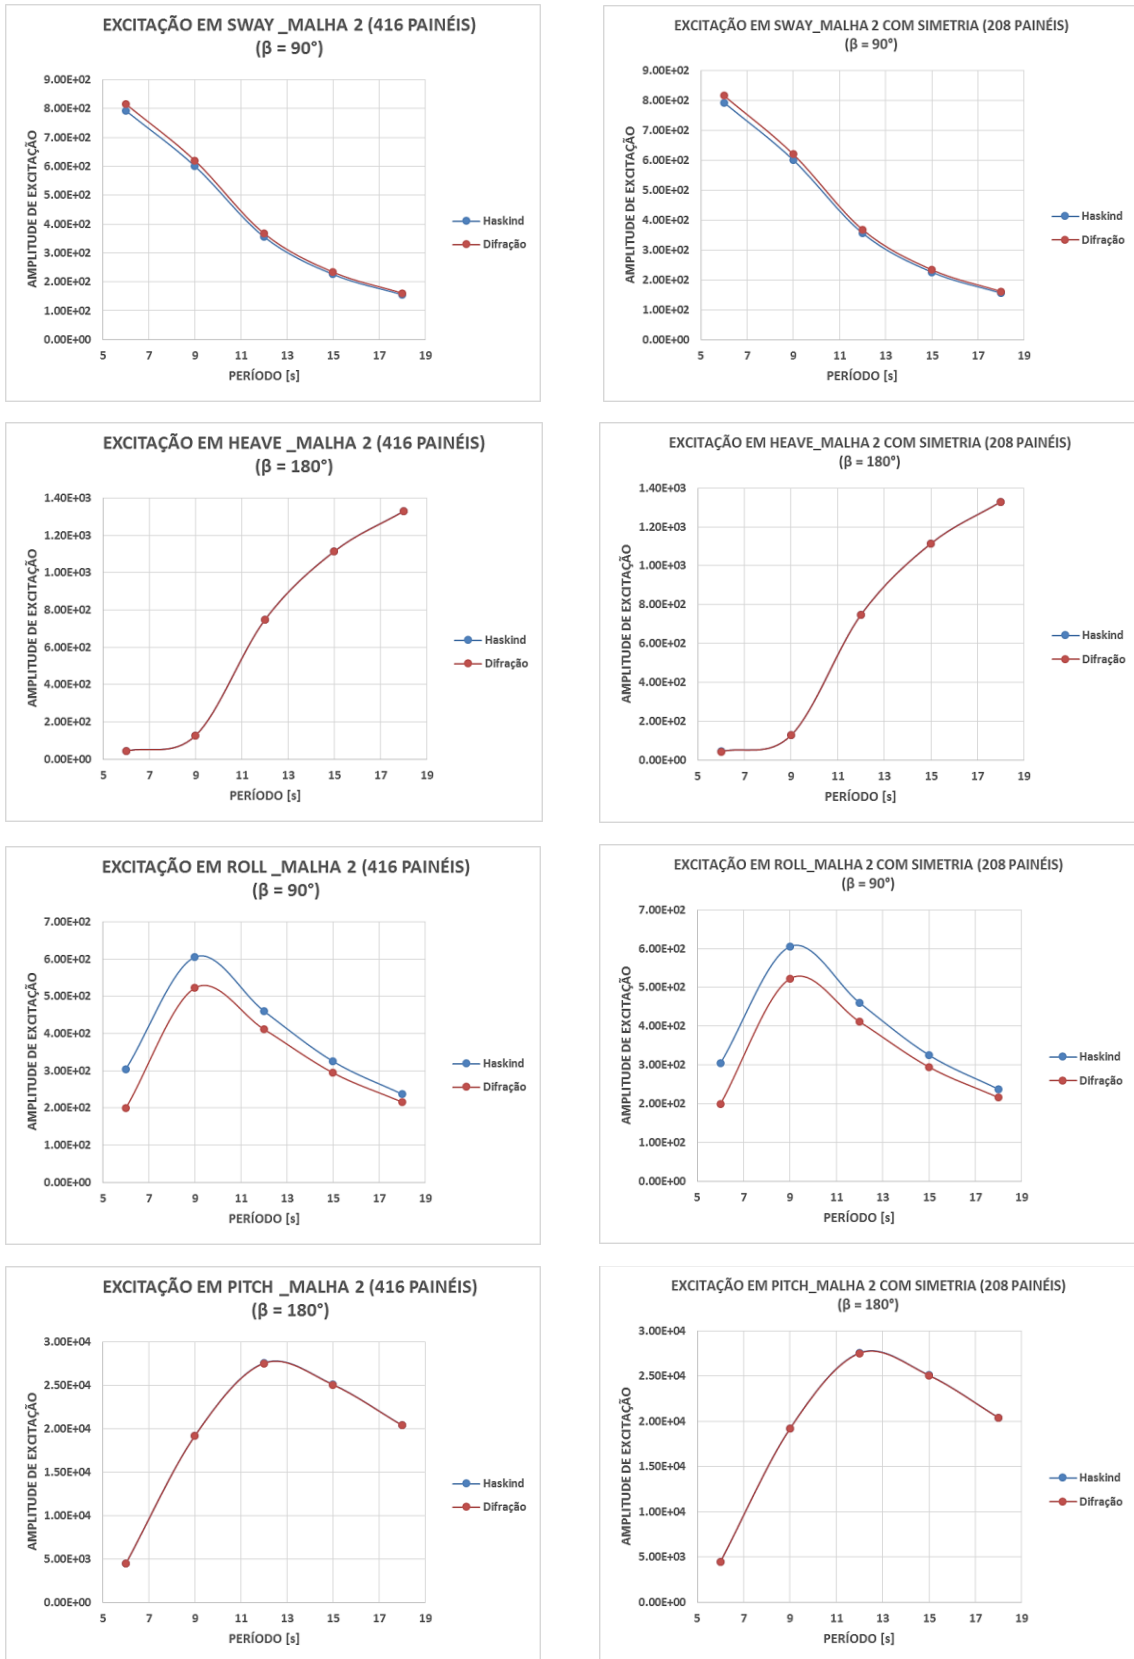 EXCITAÇÃO EM SWAY _MALHA 2 (416 PAINÉIS)
(β = 90°)
AMPLITUDE DE EXCITAÇÃO
9.00E+02
8.00E+02
7.00E+02
6.00E+02
5.00E+02
4.00E+02
3.00E+02
2.00E+02
1.00E+02
0.00E+00
5 7 9 11 13 15 17 19
PERÍODO [s]
Haskind
Difração
EXCITAÇÃO EM SWAY_MALHA 2 COM SIMETRIA (208 PAINÉIS)
(β = 90°)
AMPLITUDE DE EXCITAÇÃO
9.00E+02
8.00E+02
7.00E+02
6.00E+02
5.00E+02
4.00E+02
3.00E+02
2.00E+02
1.00E+02
0.00E+00
5 7 9 11 13 15 17 19
PERÍODO [s]
Haskind
Difração
EXCITAÇÃO EM HEAVE _MALHA 2 (416 PAINÉIS)
(β = 180°)
AMPLITUDE DE EXCITAÇÃO
1.40E+03
1.20E+03
1.00E+03
8.00E+02
6.00E+02
4.00E+02
2.00E+02
0.00E+00
5 7 9 11 13 15 17 19
PERÍODO [s]
Haskind
Difração
EXCITAÇÃO EM HEAVE_MALHA 2 COM SIMETRIA (208 PAINÉIS)
(β = 180°)
AMPLITUDE DE EXCITAÇÃO
1.40E+03
1.20E+03
1.00E+03
8.00E+02
6.00E+02
4.00E+02
2.00E+02
0.00E+00
5 7 9 11 13 15 17 19
PERÍODO [s]
Haskind
Difração
EXCITAÇÃO EM ROLL _MALHA 2 (416 PAINÉIS)
(β = 90°)
AMPLITUDE DE EXCITAÇÃO
7.00E+02
6.00E+02
5.00E+02
4.00E+02
3.00E+02
2.00E+02
1.00E+02
0.00E+00
5 7 9 11 13 15 17 19
PERÍODO [s]
Haskind
Difração
EXCITAÇÃO EM ROLL_MALHA 2 COM SIMETRIA (208 PAINÉIS)
(β = 90°)
AMPLITUDE DE EXCITAÇÃO
7.00E+02
6.00E+02
5.00E+02
4.00E+02
3.00E+02
2.00E+02
1.00E+02
0.00E+00
5 7 9 11 13 15 17 19
PERÍODO [s]
Haskind
Difração
EXCITAÇÃO EM PITCH _MALHA 2 (416 PAINÉIS)
(β = 180°)
AMPLITUDE DE EXCITAÇÃO
3.00E+04
2.50E+04
2.00E+04
1.50E+04
1.00E+04
5.00E+03
0.00E+00
5 7 9 11 13 15 17 19
PERÍODO [s]
Haskind
Difração
EXCITAÇÃO EM PITCH_MALHA 2 COM SIMETRIA (208 PAINÉIS)
(β = 180°)
AMPLITUDE DE EXCITAÇÃO
3.00E+04
2.50E+04
2.00E+04
1.50E+04
1.00E+04
5.00E+03
0.00E+00
5 7 9 11 13 15 17 19
PERÍODO [s]
Haskind
Difração